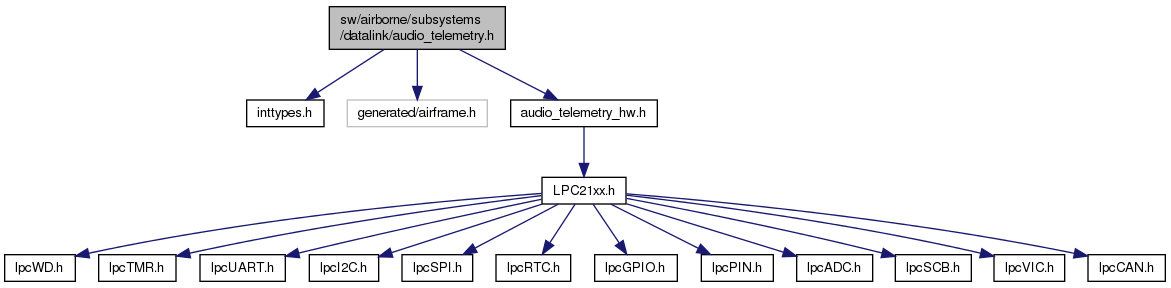 sw/airborne/subsystems
/datalink/audio_telemetry.h
inttypes.h
generated/airframe.h
audio_telemetry_hw.h
LPC21xx.h
lpcWD.h
lpcTMR.h
lpcUART.h
lpcI2C.h
lpcSPI.h
lpcRTC.h
lpcGPIO.h
lpcPIN.h
lpcADC.h
lpcSCB.h
lpcVIC.h
lpcCAN.h